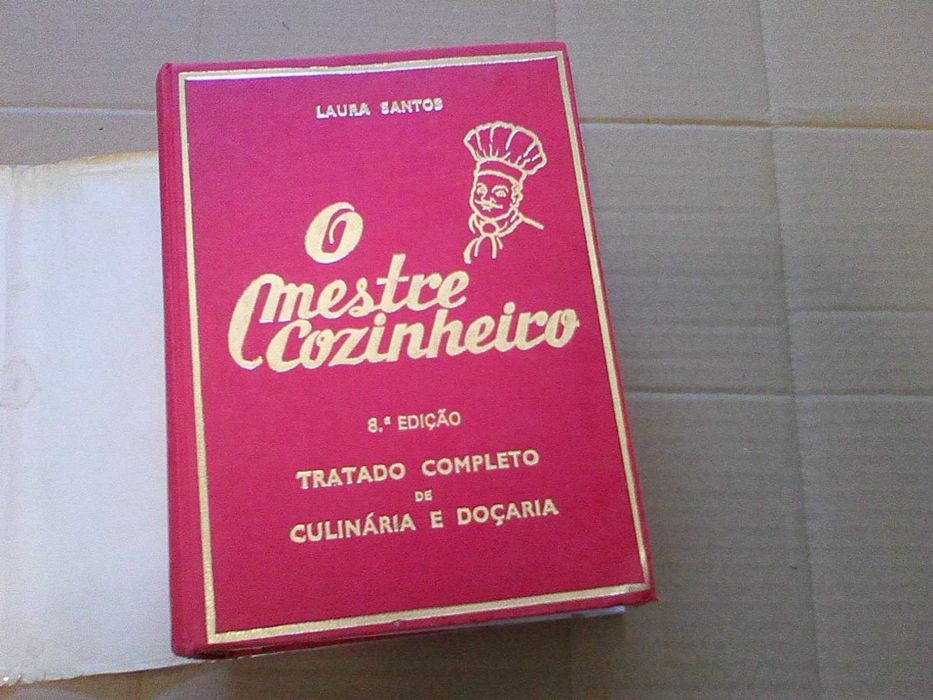 LAURA SANTOS
O
mestre
Cozinheiro
8.ª EDIÇÃO
TRATADO COMPLETO
DE
CULINÁRIA E DOÇARIA